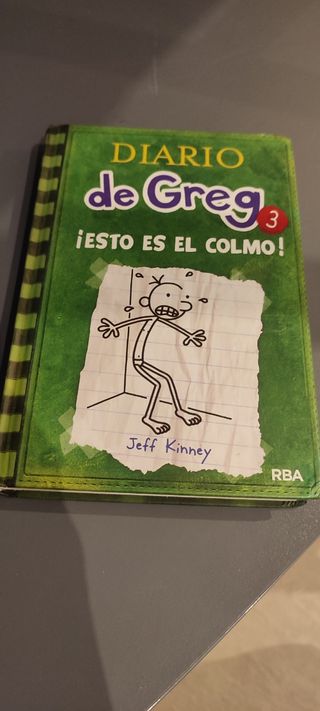 DIARIO
de Greg 3
¡ESTO ES EL COLMO!
Jeff Kinney
RBA